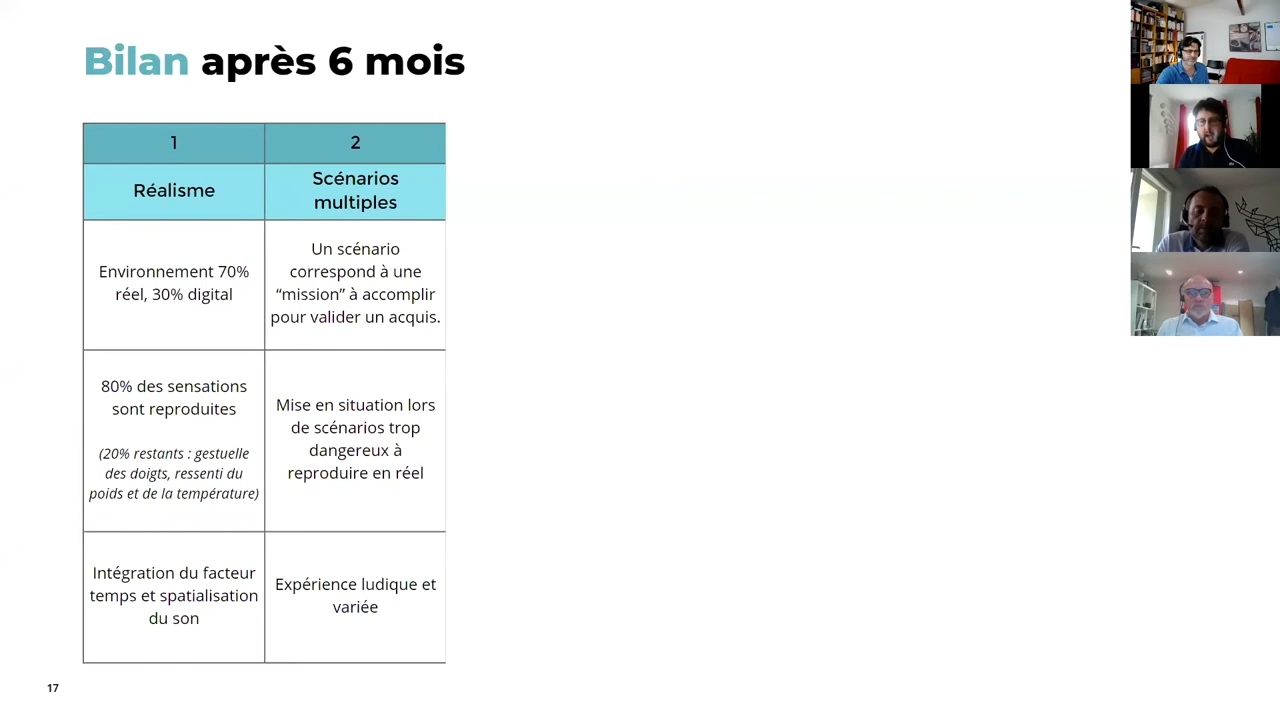 Bilan après 6 mois
1
2
Réalisme
Scénarios
multiples
Environnement 70%
réel, 30% digital
Un scénario
correspond à une
“mission” à accomplir
pour valider un acquis.
80% des sensations
sont reproduites
(20% restants : gestuelle
des doigts, ressenti du
poids et de la température)
Mise en situation lors
de scénarios trop
dangereux à
reproduire en réel
Intégration du facteur
temps et spatialisation
du son
Expérience ludique et
variée
17